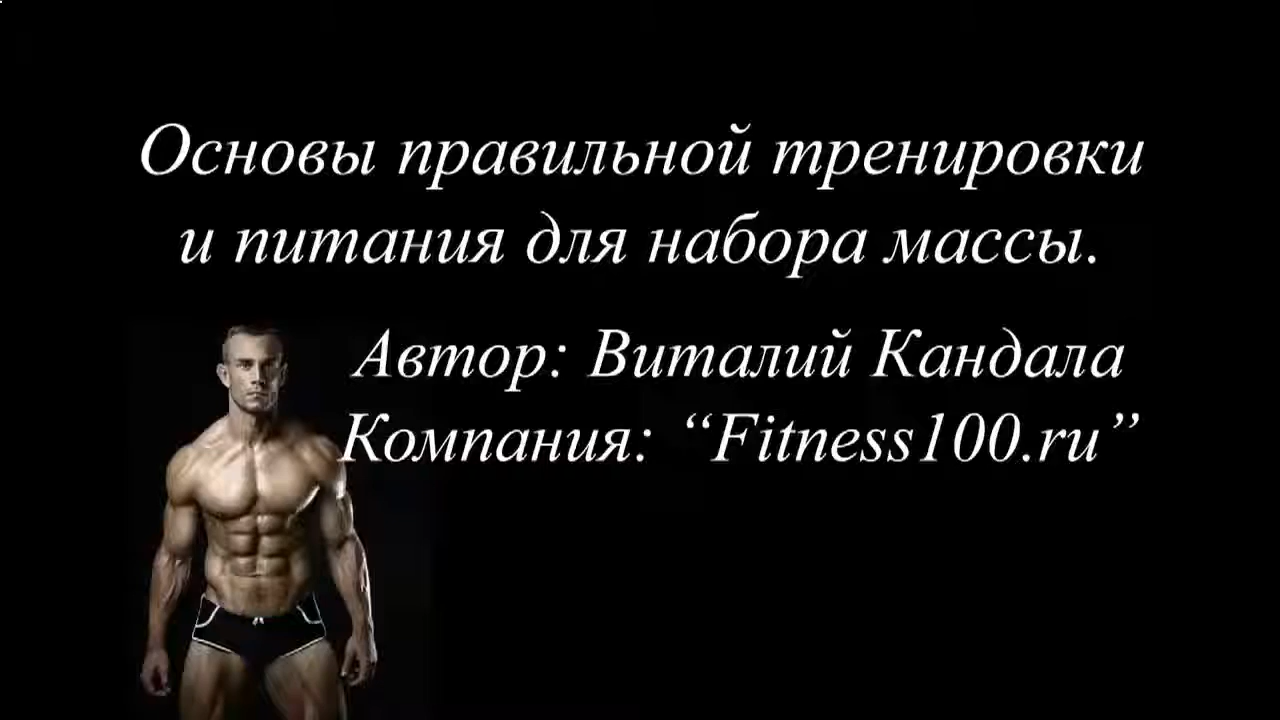 Основы правильной тренировки
и питания для набора массы.
Автор: Виталий Кандала
Компания: “Fitness100.ru”